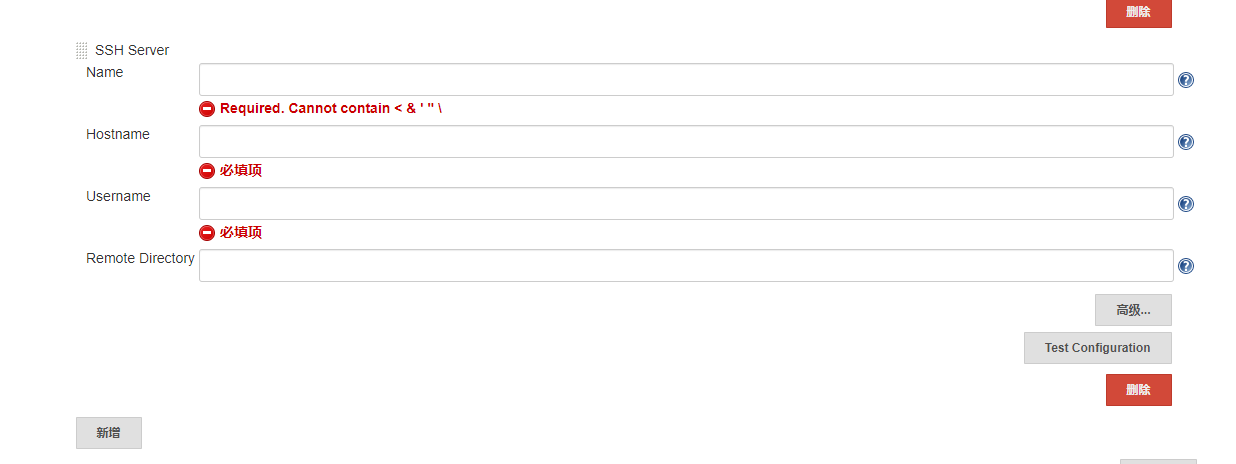 删除
SSH Server
Name
Required. Cannot contain < & ' " \
Hostname
必填项
Username
必填项
Remote Directory
高级...
Test Configuration
删除
新增